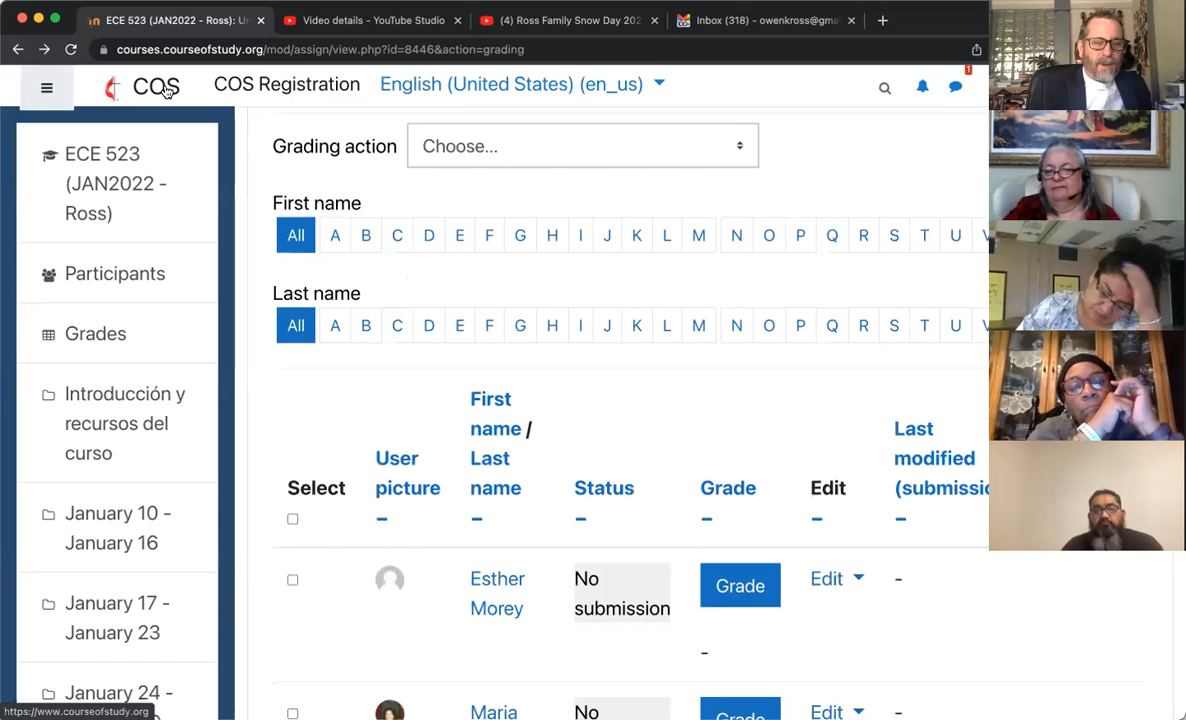 ECE 523 (JAN2022 - Ross): Un
Video details - YouTube Studio
(4) Ross Family Snow Day 202
Inbox (318) - owenkross@gma
courses.courseofstudy.org/mod/assign/view.php?id=8446&action=grading
COS
COS Registration
English (United States) (en_us)
1
ECE 523
(JAN2022 -
Ross)
Participants
Grades
Introducción y
recursos del
curso
January 10 -
January 16
January 17 -
January 23
January 24 -
https://www.courseofstudy.org
Grading action
Choose...
First name
All A B C D E F G H I J K L M N O P Q R S T U
Last name
All A B C D E F G H I J K L M N O P Q R S T U
Select
User
picture
First
name /
Last
name
Status
Grade
Edit
Last
modified
(submissio
Esther
Morey
No
submission
Grade
Edit
-
-
Maria
No
Grade
Edit
-